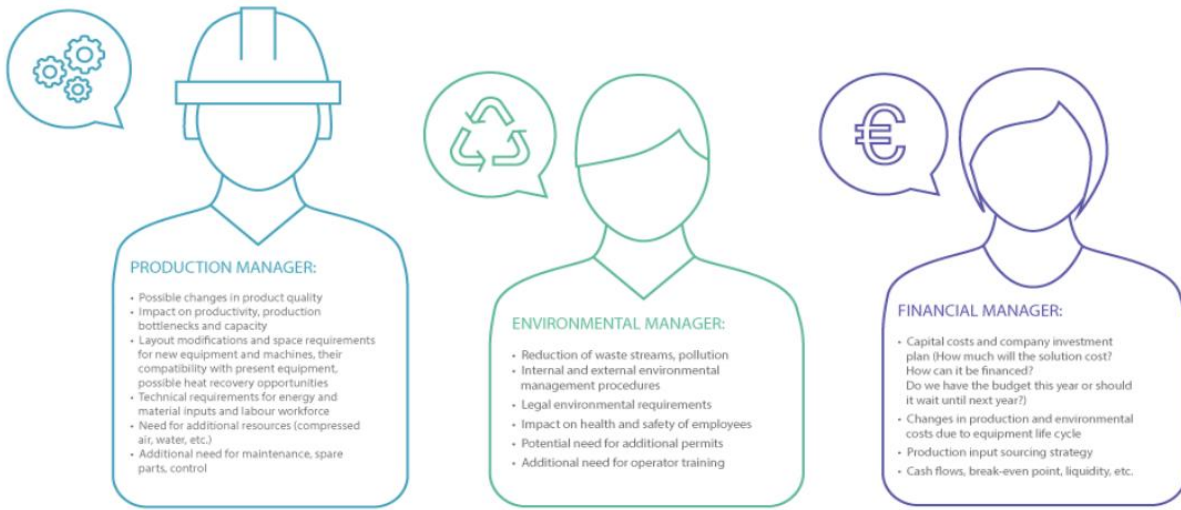 PRODUCTION MANAGER:
• Possible changes in product quality
• Impact on productivity, production
bottlenecks and capacity
• Layout modifications and space requirements
for new equipment and machines, their
compatibility with present equipment,
possible heat recovery opportunities
• Technical requirements for energy and
material inputs and labour workforce
• Need for additional resources (compressed
air, water, etc.)
• Additional need for maintenance, spare
parts, control
ENVIRONMENTAL MANAGER:
• Reduction of waste streams, pollution
• Internal and external environmental
management procedures
• Legal environmental requirements
• Impact on health and safety of employees
• Potential need for additional permits
• Additional need for operator training
€
FINANCIAL MANAGER:
• Capital costs and company investment
plan (How much will the solution cost?
How can it be financed?
Do we have the budget this year or should
it wait until next year?)
• Changes in production and environmental
costs due to equipment life cycle
• Production input sourcing strategy
• Cash flows, break-even point, liquidity, etc.